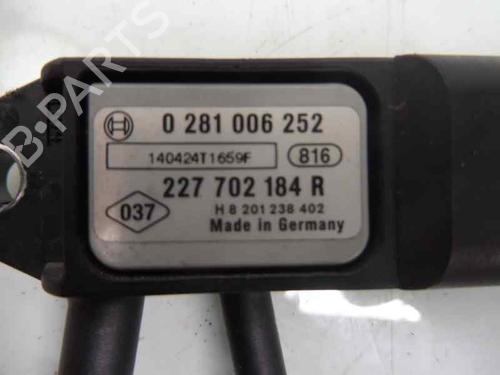 0 281 006 252
140424T1659F 816
227 702 184 R
037 H 8 201 238 402
Made in Germany
B-PARTS